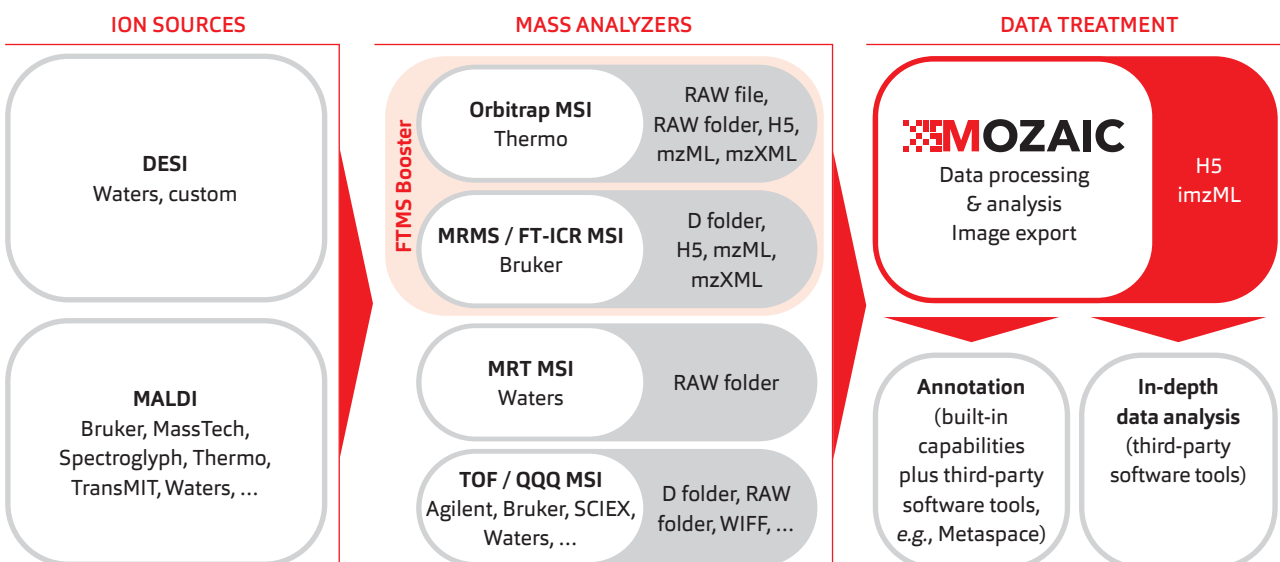 ION SOURCES
DESI
Waters, custom
MALDI
Bruker, MassTech,
Spectroglyph, Thermo,
TransMIT, Waters, ...
MASS ANALYZERS
FTMS Booster
Orbitrap MSI
Thermo
RAW file,
RAW folder, H5,
mzML, mzXML
MRMS / FT-ICR MSI
Bruker
D folder,
H5, mzML,
mzXML
MRT MSI
Waters
RAW folder
TOF / QQQ MSI
Agilent, Bruker, SCIEX,
Waters, ...
D folder, RAW
folder, WIFF, ...
DATA TREATMENT
MOZAIC
Data processing
& analysis
Image export
H5
imzML
Annotation
(built-in
capabilities
plus third-party
software tools,
e.g., Metaspace)
In-depth
data analysis
(third-party
software tools)